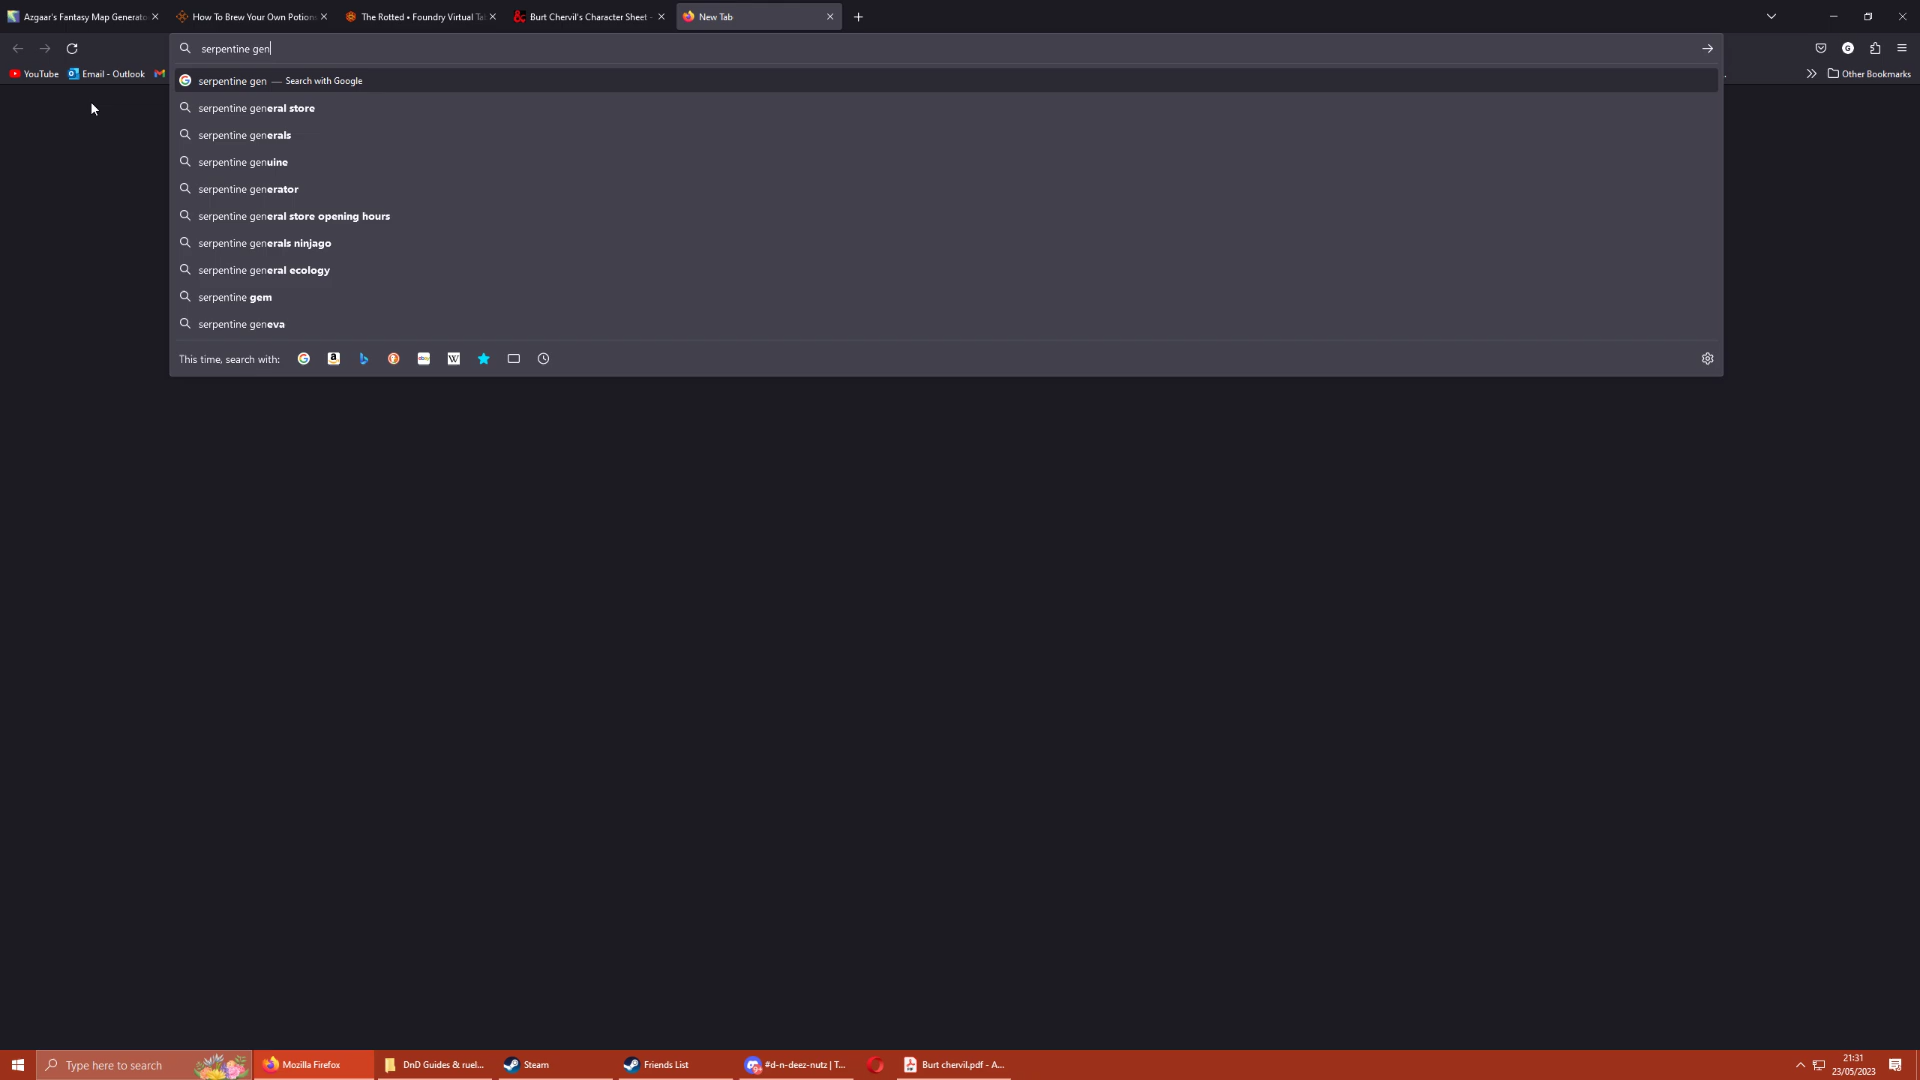 Azgaar's Fantasy Map Generato
How To Brew Your Own Potions
The Rotted • Foundry Virtual Ta
Burt Chervil's Character Sheet -
New Tab
serpentine gen
YouTube
Email - Outlook
Other Bookmarks
serpentine gen — Search with Google
serpentine general store
serpentine generals
serpentine genuine
serpentine generator
serpentine general store opening hours
serpentine generals ninjago
serpentine general ecology
serpentine gem
serpentine geneva
This time, search with:
Type here to search
Mozilla Firefox
DnD Guides & ruel...
Steam
Friends List
#d-n-deez-nutz | T...
Burt chervil.pdf - A...
21:31
23/05/2023